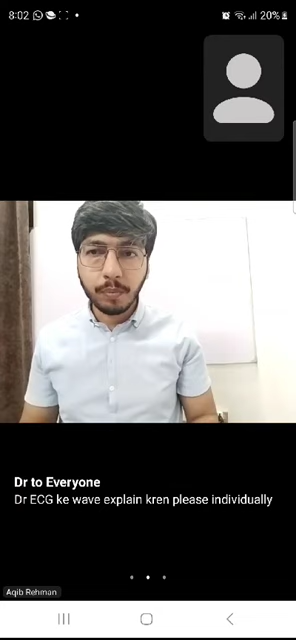 8:02
20%
Dr to Everyone
Dr ECG ke wave explain kren please individually
Aqib Rehman